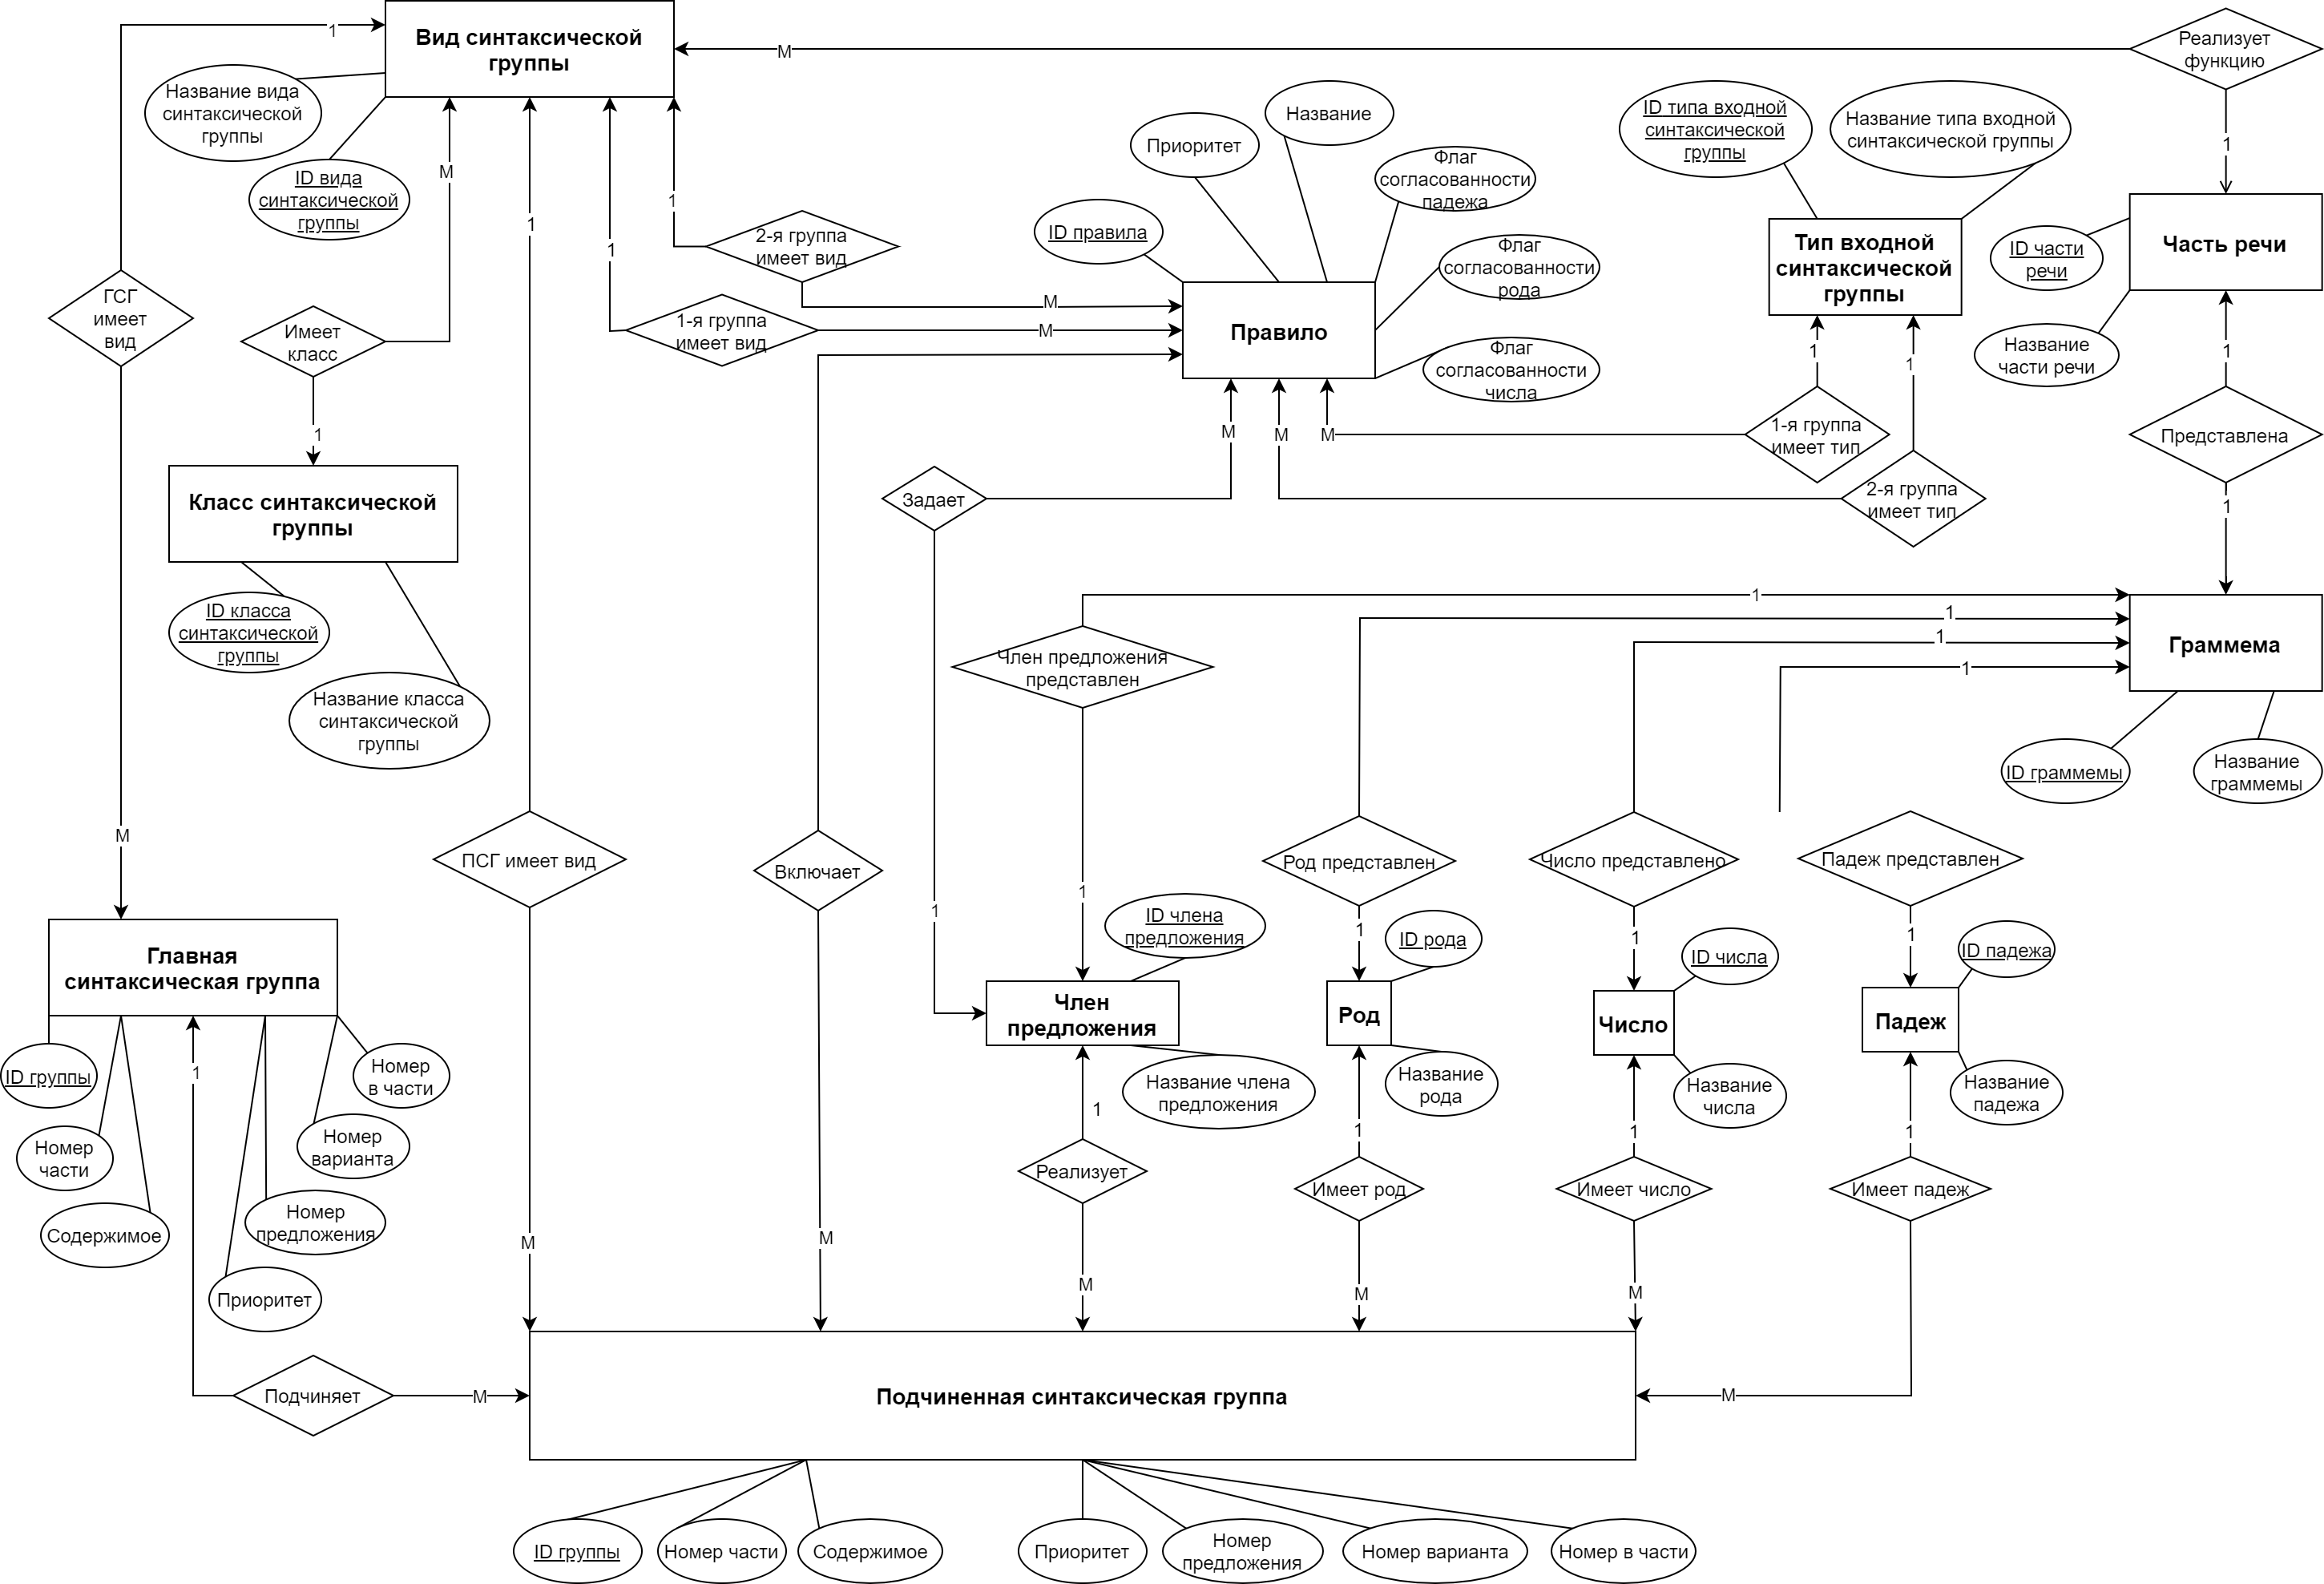 1
Вид синтаксической
группы
М
Реализует
функцию
Название вида
синтаксической
группы
ID вида
синтаксической
группы
М
1
1
1
2-я группа
имеет вид
М
1-я группа
имеет вид
М
ID правила
Приоритет
Название
Флаг
согласованности
падежа
Флаг
согласованности
рода
Флаг
согласованности
числа
Правило
ID типа входной
синтаксической
группы
Название типа входной
синтаксической группы
Тип входной
синтаксической
группы
1
Часть речи
ID части
речи
Название
части речи
ГСГ
имеет
вид
Имеет
класс
1
1
1
1
Представлена
1
М
М
М
1-я группа
имеет тип
2-я группа
имеет тип
Задает
Класс синтаксической
группы
ID класса
синтаксической
группы
Название класса
синтаксической
группы
1
1
1
1
Член предложения
представлен
Граммема
ID граммемы
Название
граммемы
М
ПСГ имеет вид
Включает
Род представлен
Число представлено
Падеж представлен
1
1
1
1
1
ID члена
предложения
ID рода
ID числа
ID падежа
Главная
синтаксическая группа
Член
предложения
Род
Число
Падеж
Название члена
предложения
Название
рода
Название
числа
Название
падежа
ID группы
1
Номер
в части
Номер
варианта
Номер
части
Номер
предложения
Содержимое
Приоритет
1
1
1
1
Реализует
Имеет род
Имеет число
Имеет падеж
М
М
М
М
М
М
Подчиняет
М
Подчиненная синтаксическая группа
ID группы
Номер части
Содержимое
Приоритет
Номер
предложения
Номер варианта
Номер в части